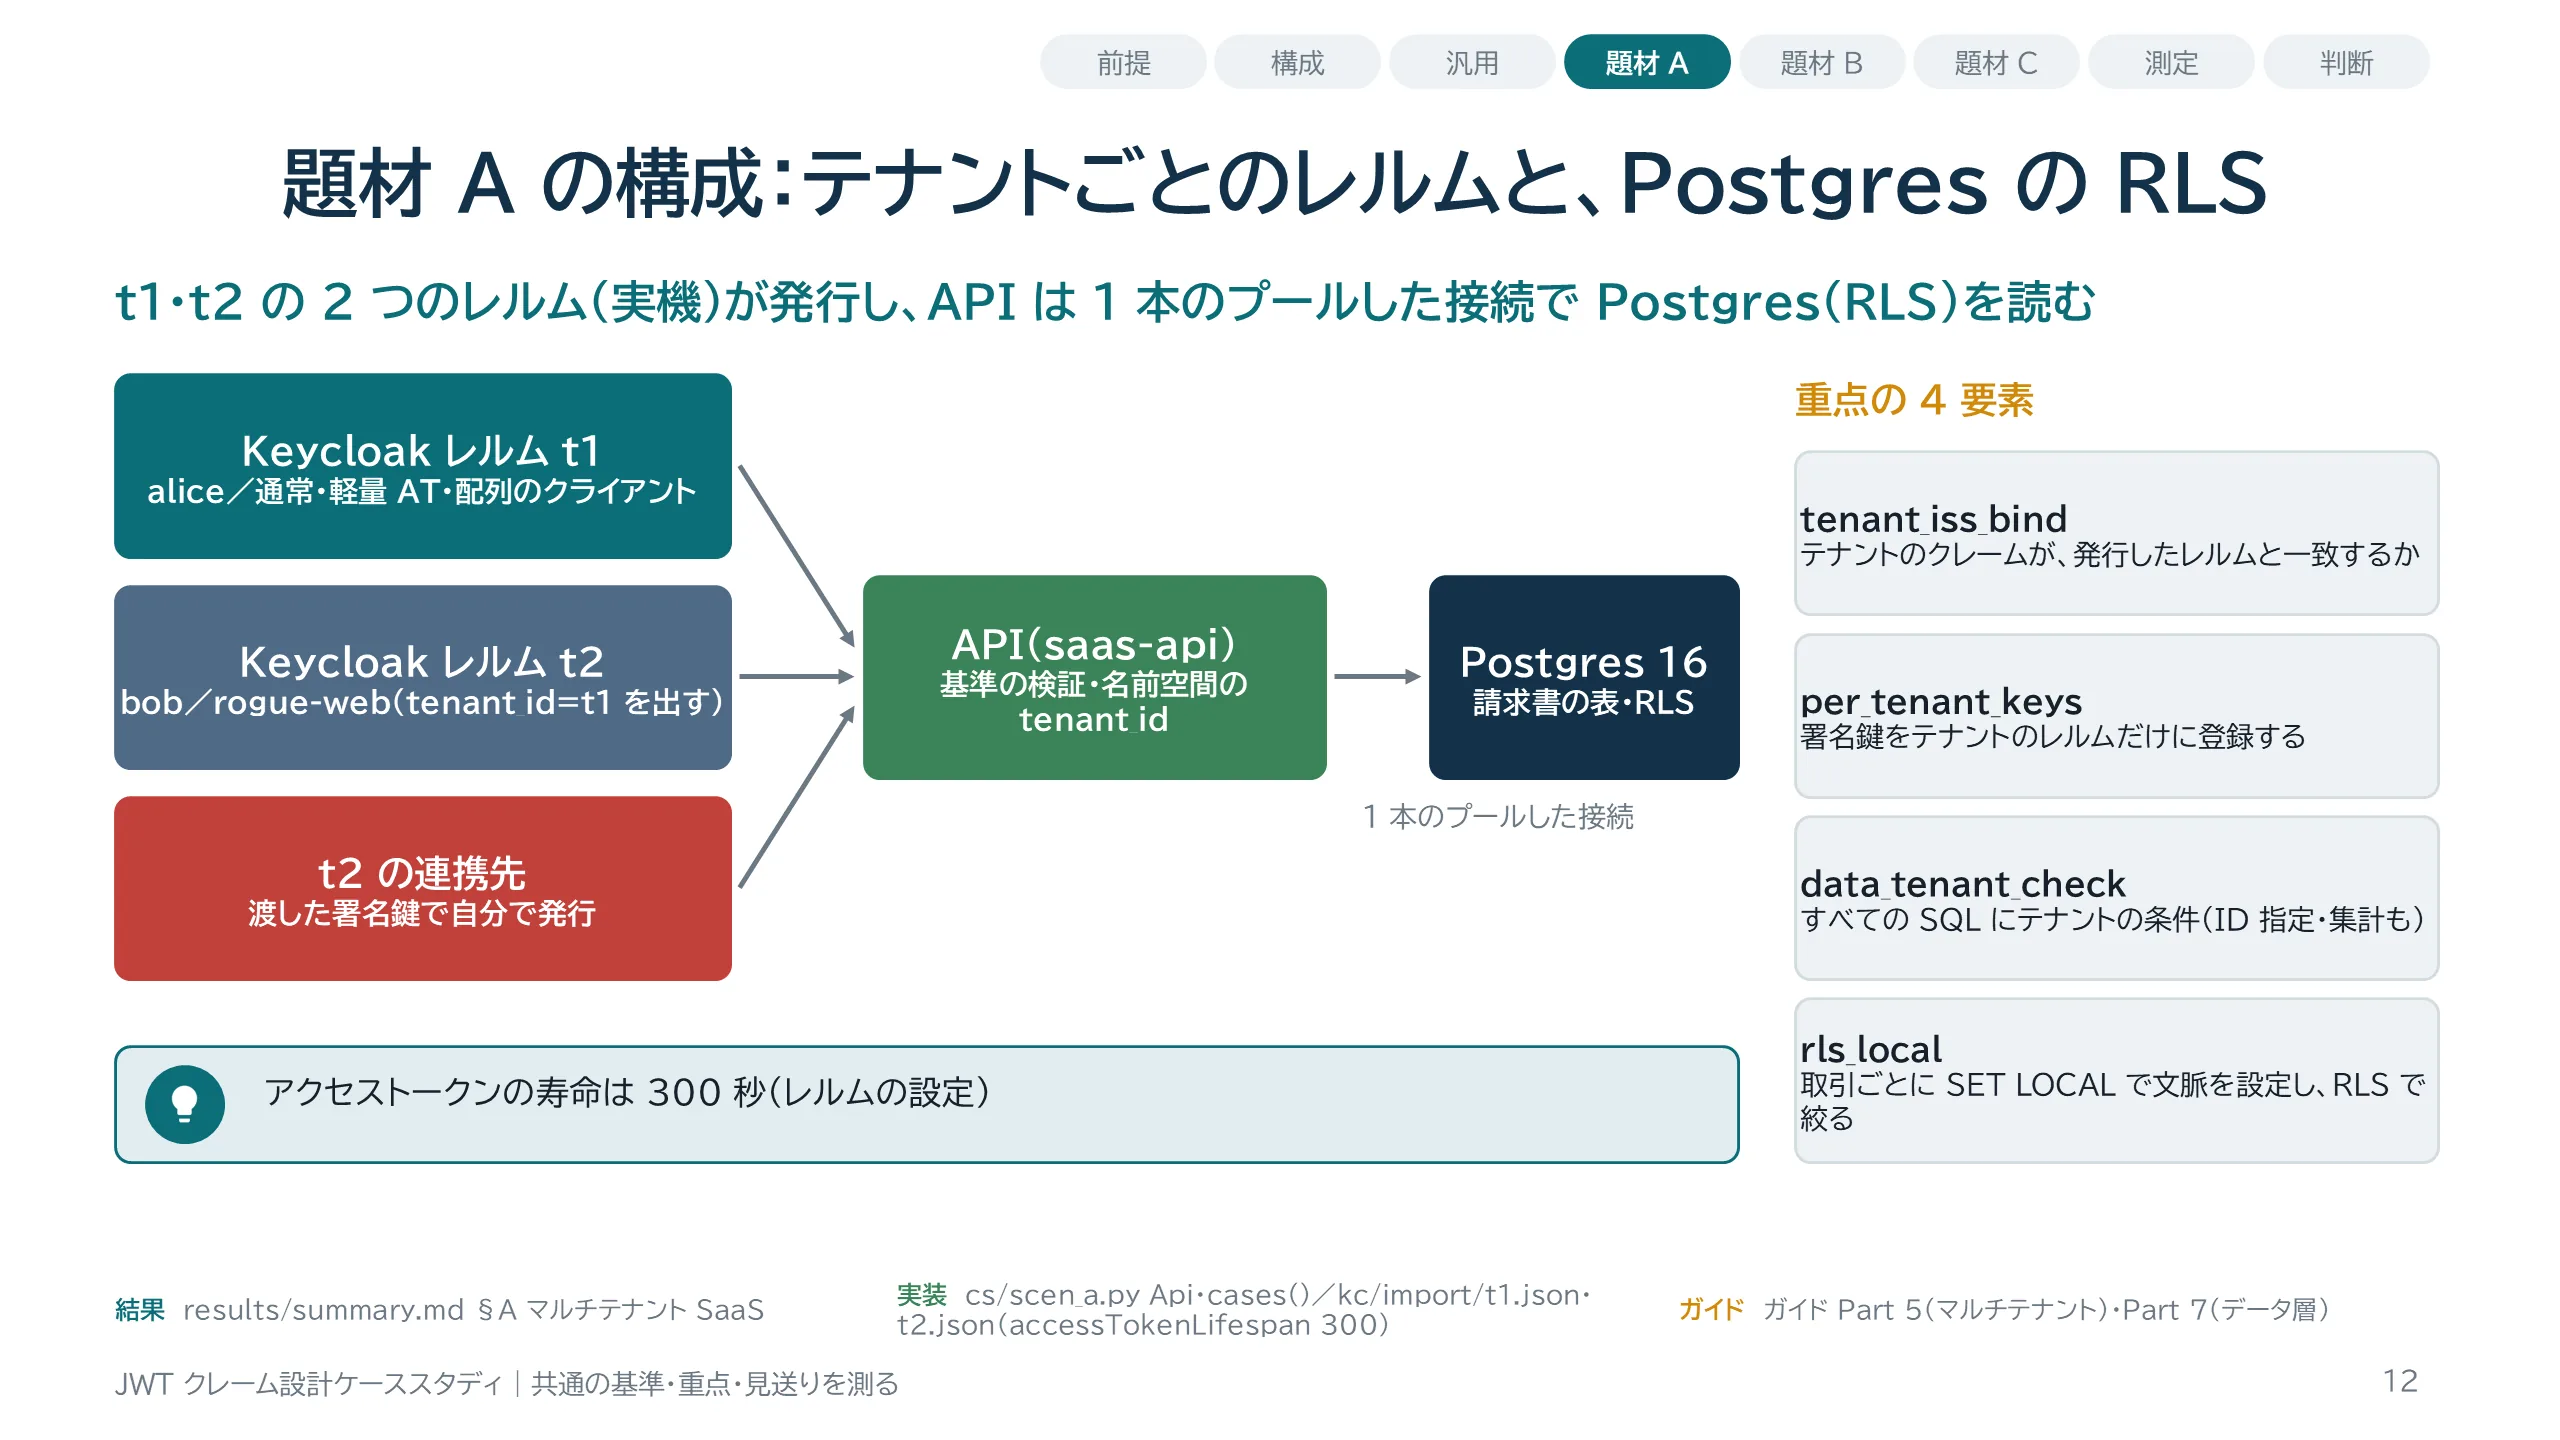 前提
構成
汎用
題材 A
題材 B
題材 C
測定
判断
題材 A の構成：テナントごとのレルムと、Postgres の RLS
t1・t2 の 2 つのレルム（実機）が発行し、API は 1 本のプールした接続で Postgres（RLS）を読む
Keycloak レルム t1
alice／通常・軽量 AT・配列のクライアント
Keycloak レルム t2
bob／rogue-web（tenant_id=t1 を出す）
t2 の連携先
渡した署名鍵で自分で発行
API（saas-api）
基準の検証・名前空間の
tenant_id
Postgres 16
請求書の表・RLS
1 本のプールした接続
重点の 4 要素
tenant_iss_bind
テナントのクレームが、発行したレルムと一致するか
per_tenant_keys
署名鍵をテナントのレルムだけに登録する
data_tenant_check
すべての SQL にテナントの条件（ID 指定・集計も）
rls_local
取引ごとに SET LOCAL で文脈を設定し、RLS で
絞る
アクセストークンの寿命は 300 秒（レルムの設定）
結果 results/summary.md §A マルチテナント SaaS
実装 cs/scen_a.py Api・cases()／kc/import/t1.json・
t2.json（accessTokenLifespan 300）
ガイド ガイド Part 5（マルチテナント）・Part 7（データ層）
JWT クレーム設計ケーススタディ｜共通の基準・重点・見送りを測る
12